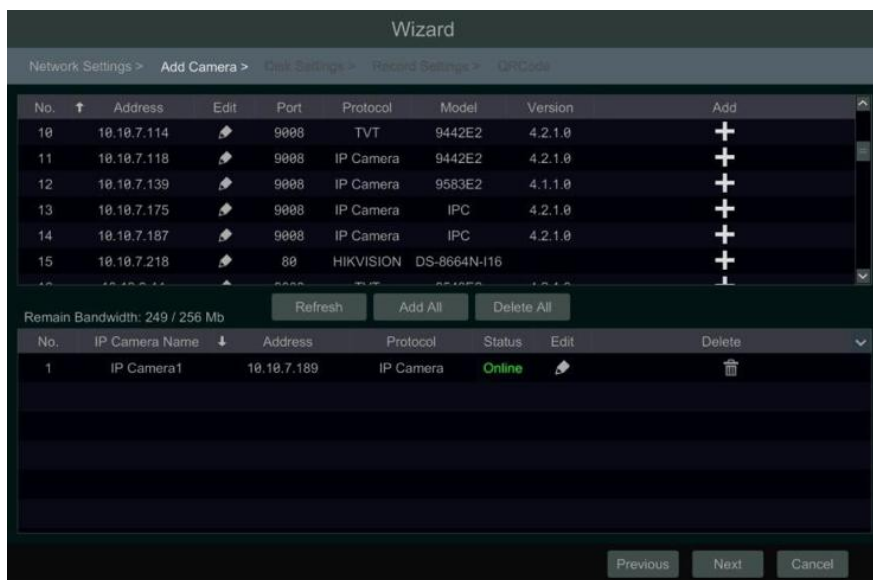 Wizard
Network Settings > Add Camera > Disk Settings > Record Settings > QRCode
No. Address Edit Port Protocol Model Version Add
10 10.10.7.114 9008 TVT 9442E2 4.2.1.0
11 10.10.7.118 9008 IP Camera 9442E2 4.2.1.0
12 10.10.7.139 9008 IP Camera 9583E2 4.1.1.0
13 10.10.7.175 9008 IP Camera IPC 4.2.1.0
14 10.10.7.187 9008 IP Camera IPC 4.2.1.0
15 10.10.7.218 80 HIKVISION DS-8664N-I16
Refresh Add All Delete All
Remain Bandwidth: 249 / 256 Mb
No. IP Camera Name Address Protocol Status Edit Delete
1 IP Camera1 10.10.7.189 IP Camera Online
Previous Next Cancel